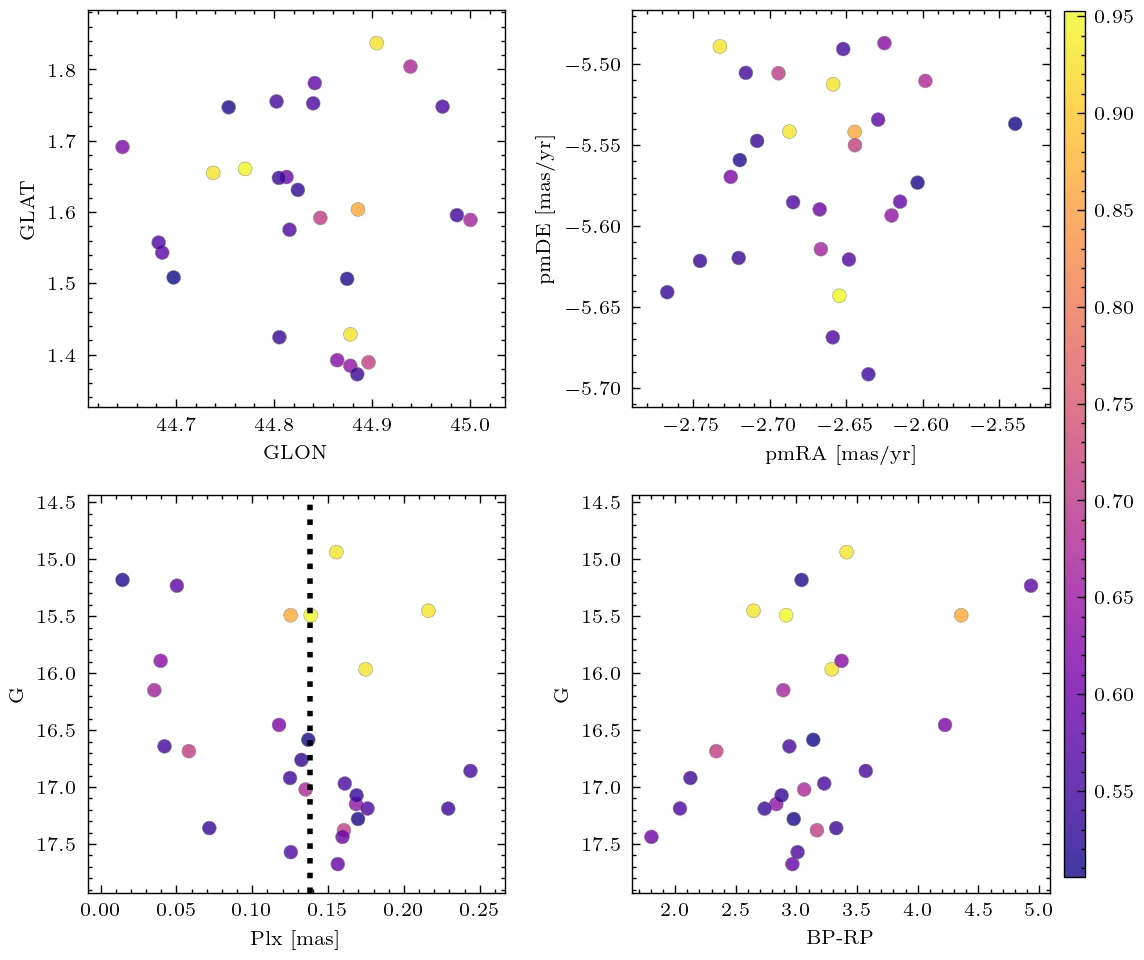 1.8
1.7
1.6
1.5
1.4
GLAT
44.7 44.8 44.9 45.0
GLON
−5.50
−5.55
−5.60
−5.65
−5.70
pmDE [mas/yr]
−2.75 −2.70 −2.65 −2.60 −2.55
pmRA [mas/yr]
14.5
15.0
15.5
16.0
16.5
17.0
17.5
G
0.00 0.05 0.10 0.15 0.20 0.25
Plx [mas]
14.5
15.0
15.5
16.0
16.5
17.0
17.5
G
2.0 2.5 3.0 3.5 4.0 4.5 5.0
BP-RP
0.95
0.90
0.85
0.80
0.75
0.70
0.65
0.60
0.55